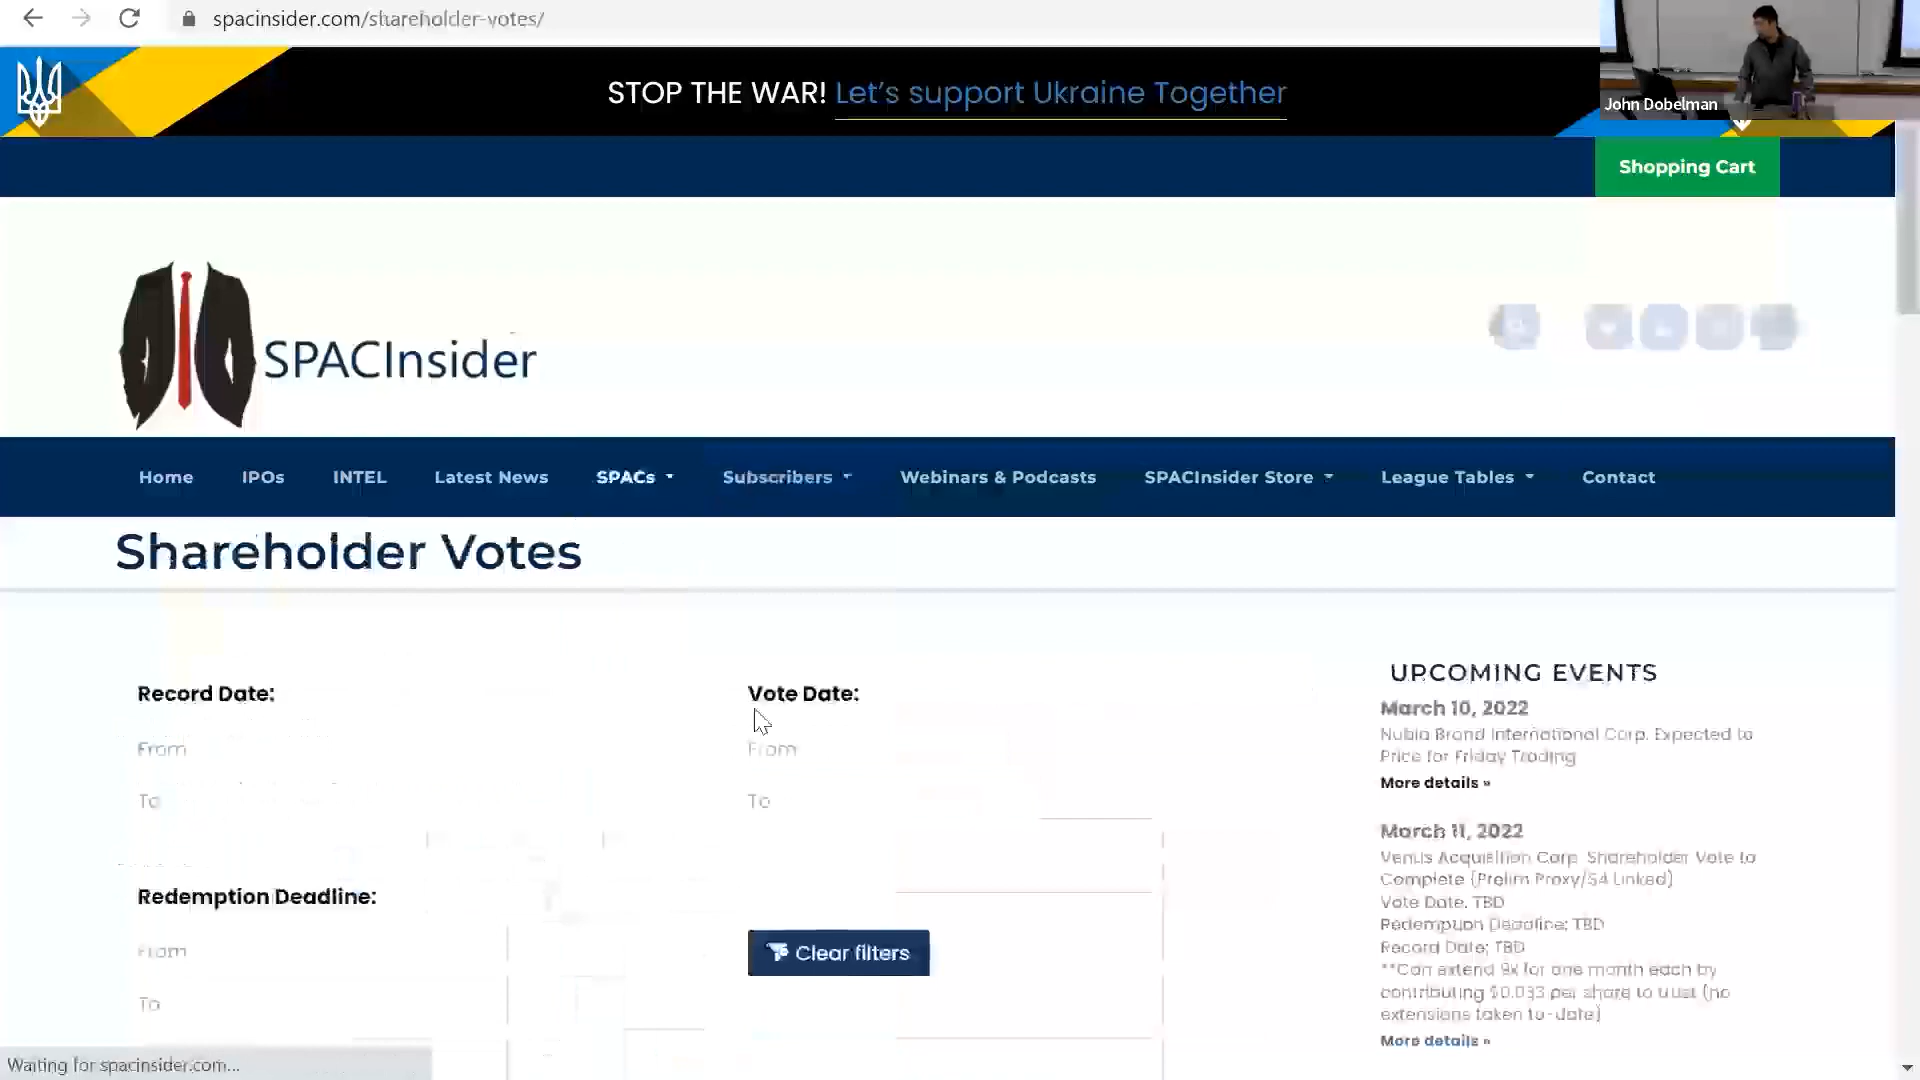 spacinsider.com/shareholder-votes/
STOP THE WAR! Let's support Ukraine Together
John Dobelman
Shopping Cart
SPACInsider
Home IPOs INTEL Latest News SPACs Subscribers Webinars & Podcasts SPACInsider Store League Tables Contact
Shareholder Votes
Record Date:
From
To
Vote Date:
From
To
Redemption Deadline:
From
To
Clear filters
UPCOMING EVENTS
March 10, 2022
Nubia Brand International Corp. Expected to
Price for Friday Trading
More details »
March 11, 2022
Venus Acquisition Corp. Shareholder Vote to
Complete (Prelim Proxy/S4 Linked)
Vote Date: TBD
Redemption Deadline: TBD
Record Date: TBD
**Can extend 9x for one month each by
contributing $0.033 per share to trust (no
extensions taken to-date)
More details »
Waiting for spacinsider.com...